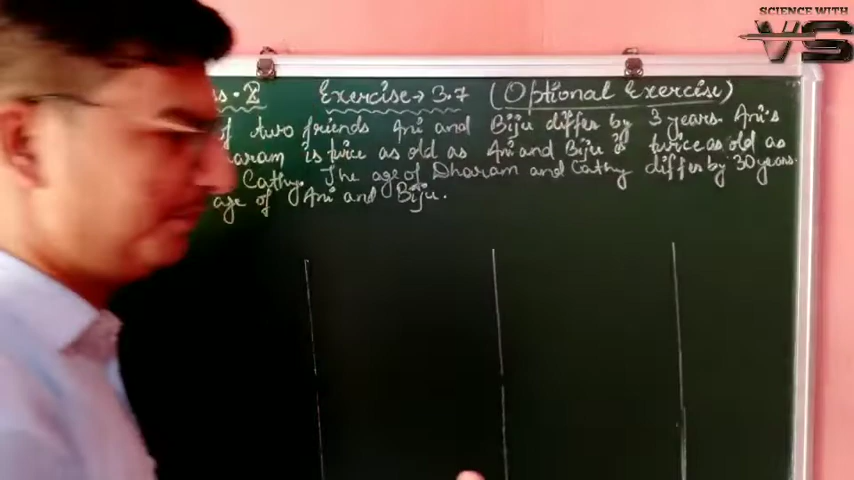 SCIENCE WITH
VS
s. X Exercise → 3.7 (Optional Exercise)
f two friends Ani and Biju differ by 3 years. Ani's
haram is twice as old as Ani and Biju is twice as old as
Cathy. The age of Dharam and Cathy differ by 30 years.
age of Ani and Biju.